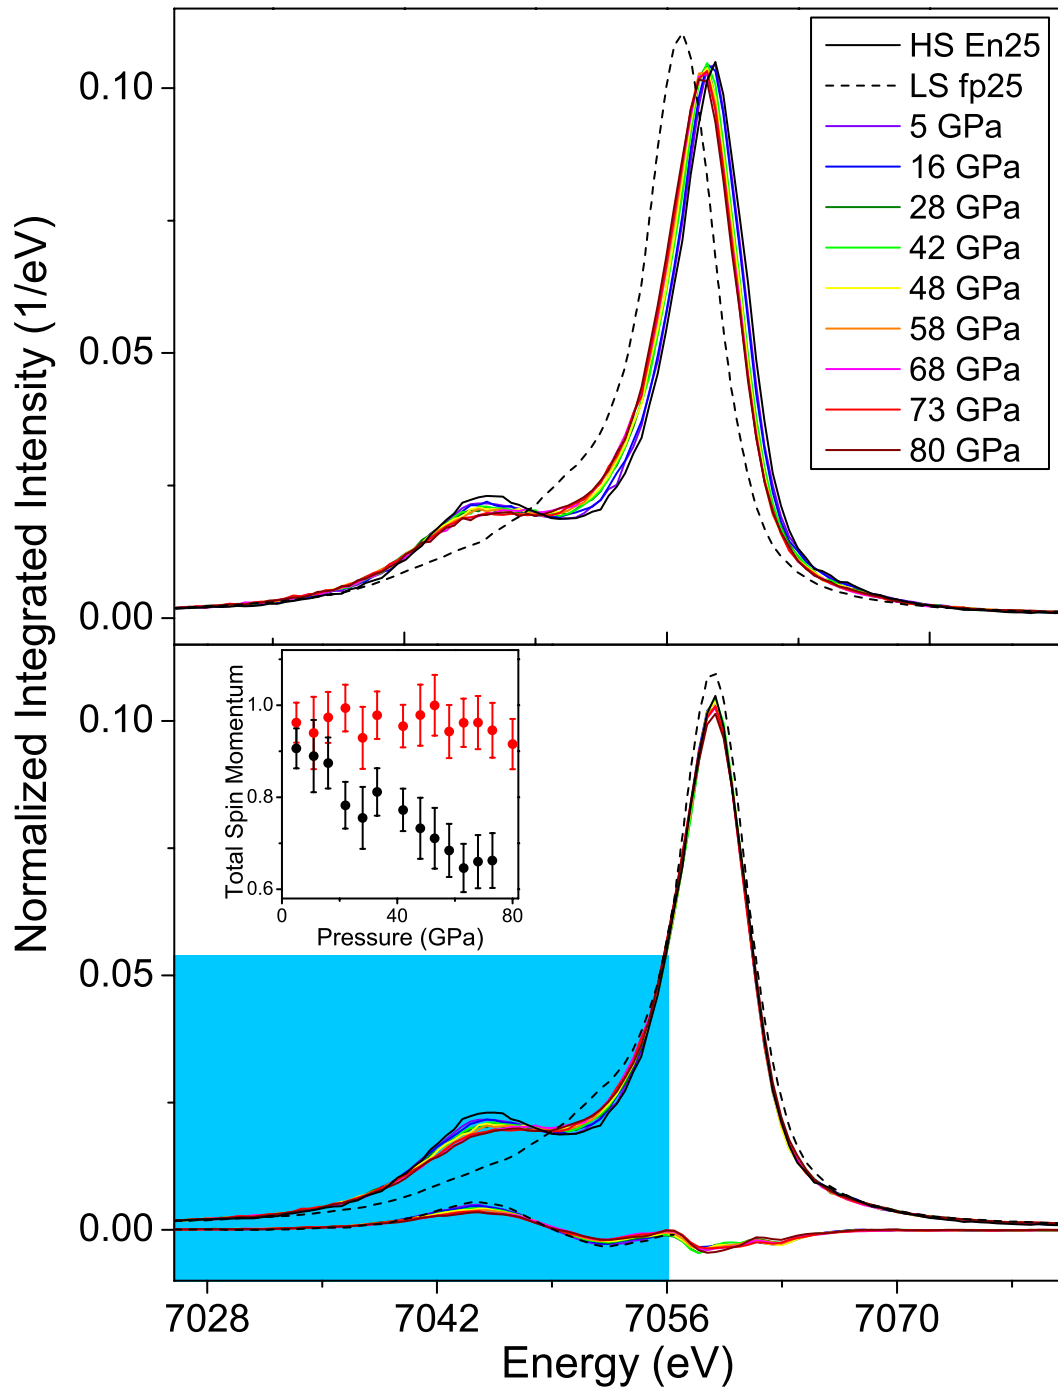 Normalized Integrated Intensity (1/eV)
0.10
0.05
0.00
HS En25
LS fp25
5 GPa
16 GPa
28 GPa
42 GPa
48 GPa
58 GPa
68 GPa
73 GPa
80 GPa
0.10
0.05
0.00
Total Spin Momentum
1.0
0.8
0.6
0
40
80
Pressure (GPa)
7028
7042
7056
7070
Energy (eV)